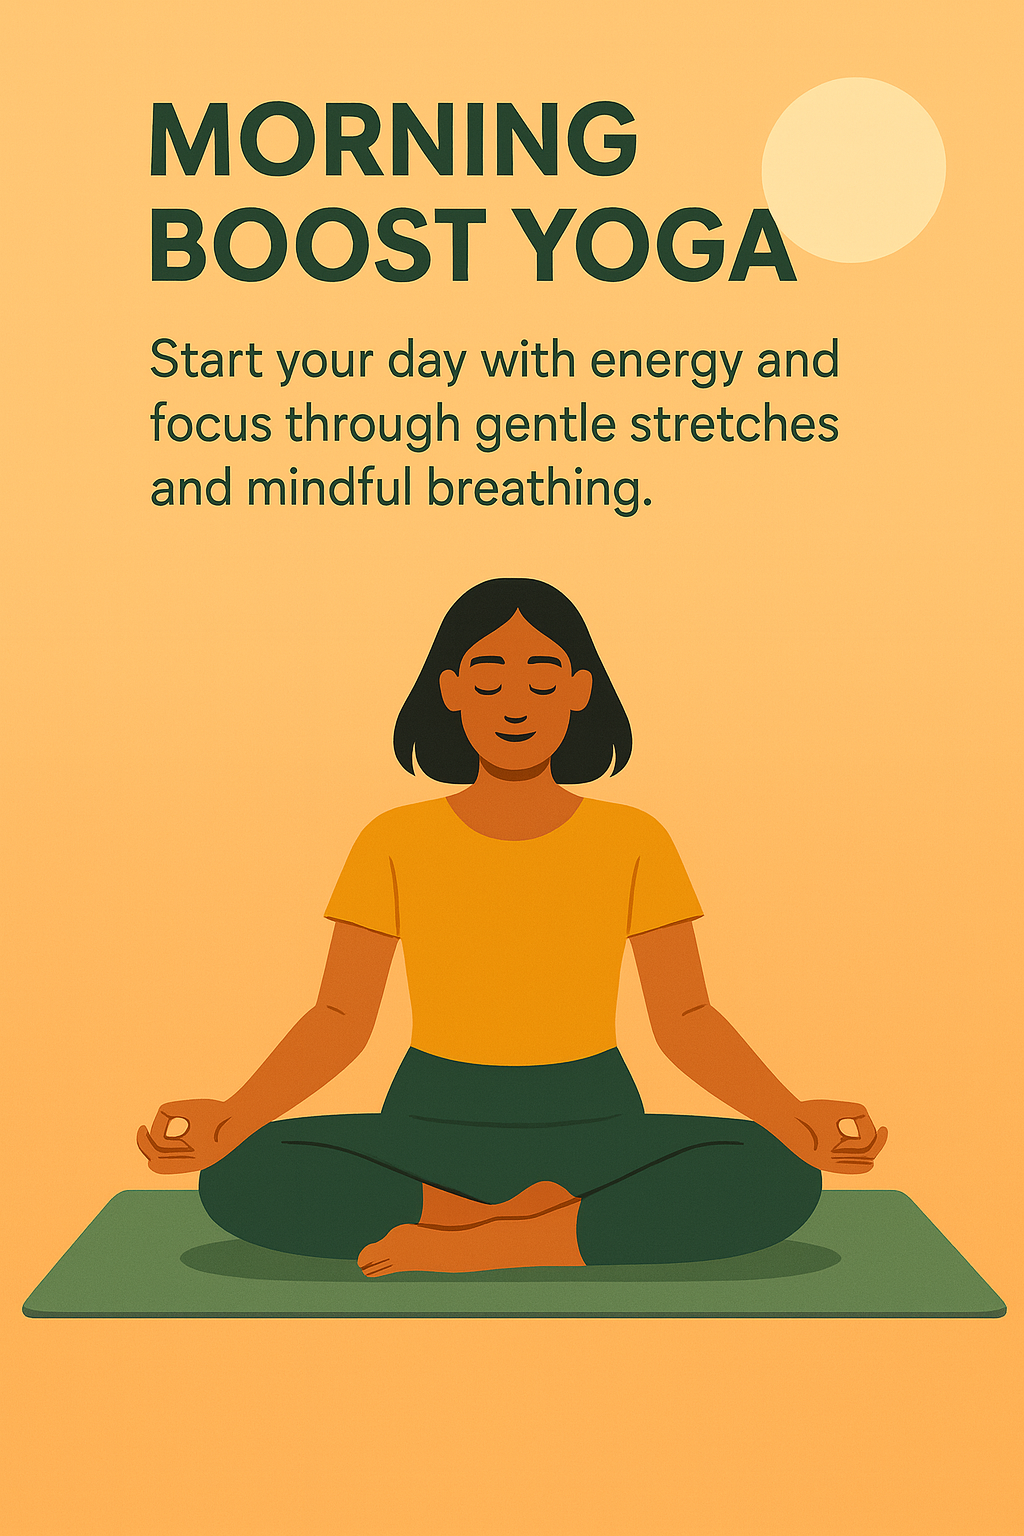 MORNING
BOOST YOGA
Start your day with energy and
focus through gentle stretches
and mindful breathing.